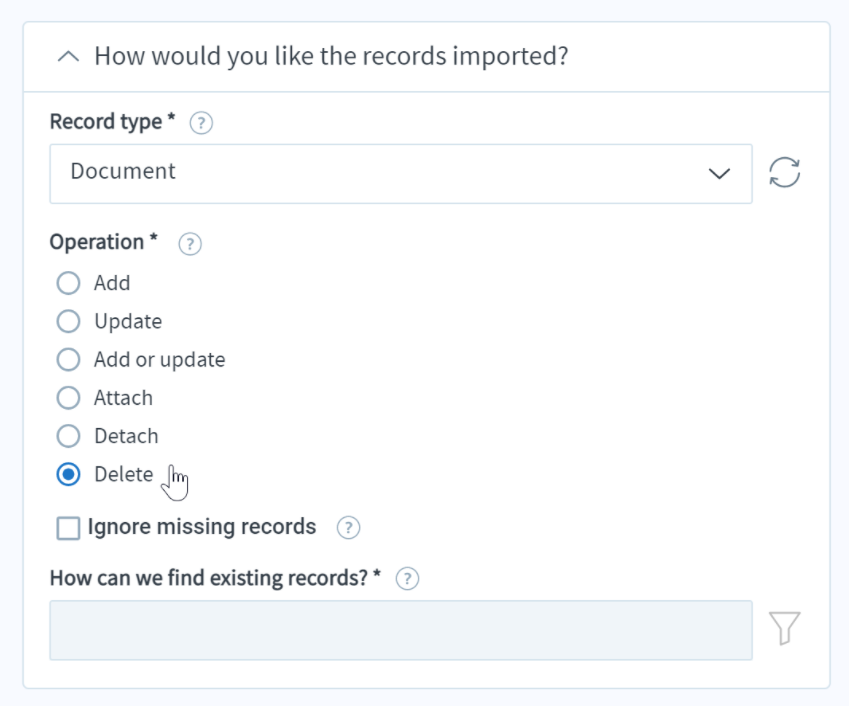 How would you like the records imported?
Record type * ?
Document
Operation * ?
Add
Update
Add or update
Attach
Detach
Delete
Ignore missing records ?
How can we find existing records? * ?